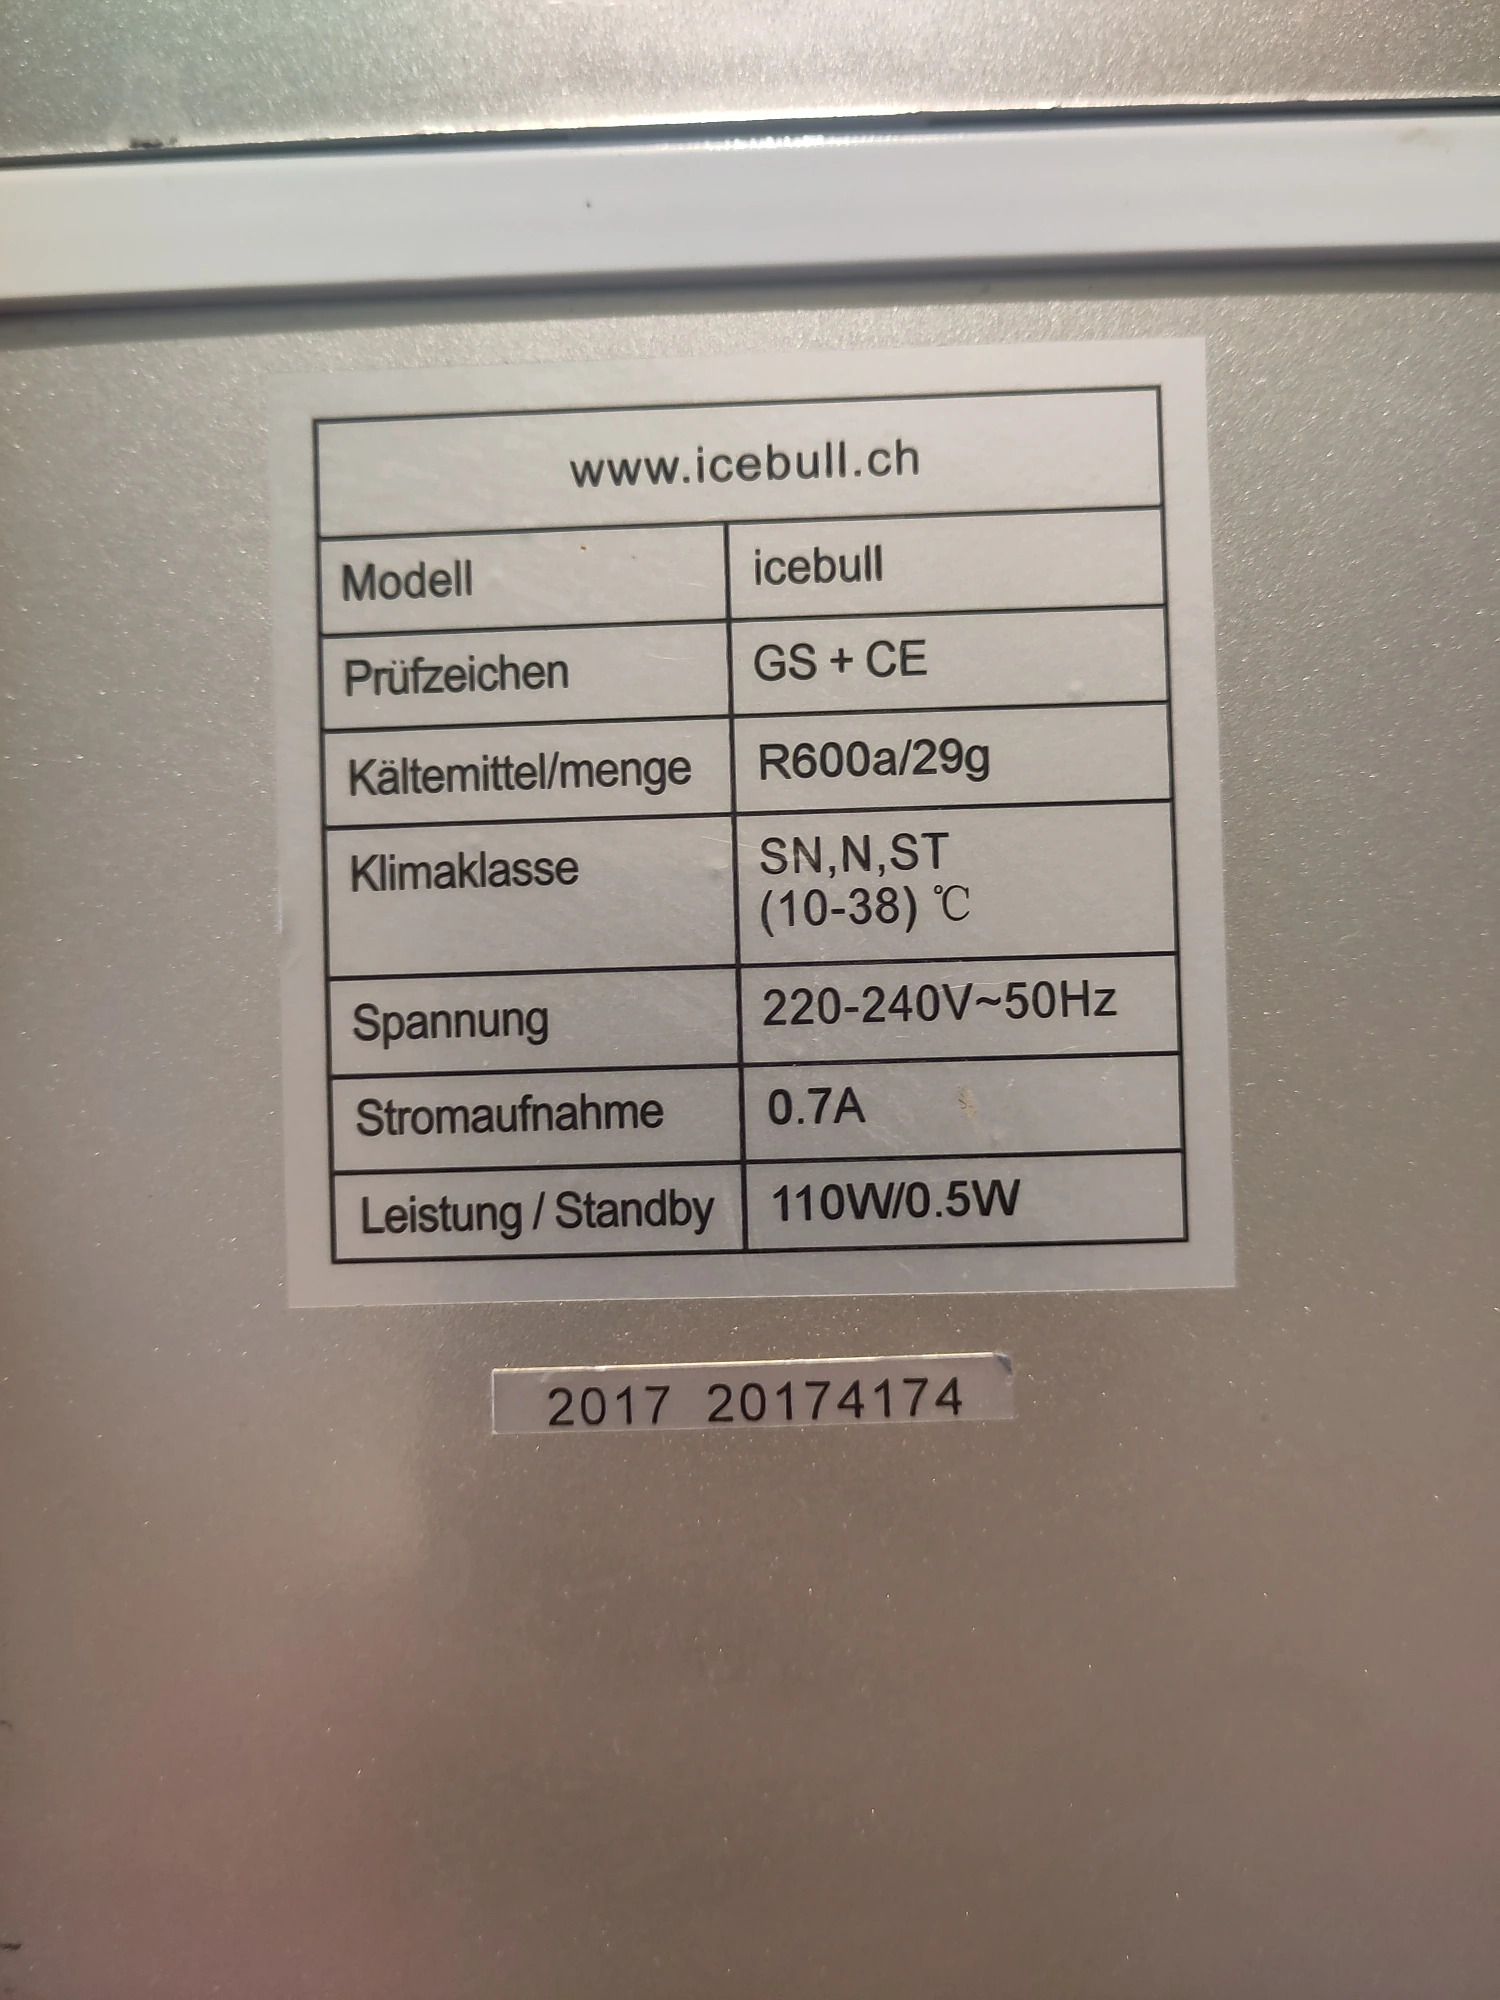 www.icebull.ch
Modell icebull
Prüfzeichen GS + CE
Kältemittel/menge R600a/29g
Klimaklasse SN,N,ST
(10-38) ℃
Spannung 220-240V~50Hz
Stromaufnahme 0.7A
Leistung / Standby 110W/0.5W
2017 20174174